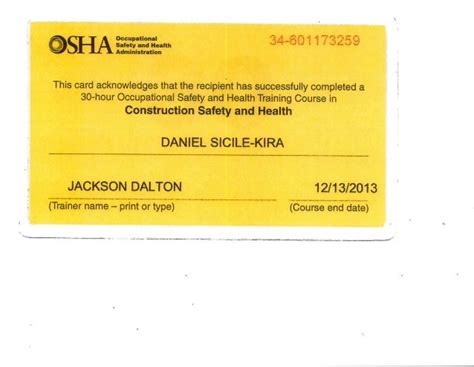 OSHA
Occupational
Safety and Health
Administration
34-601173259
This card acknowledges that the recipient has successfully completed a
30-hour Occupational Safety and Health Training Course in
Construction Safety and Health
DANIEL SICILE-KIRA
JACKSON DALTON 12/13/2013
(Trainer name – print or type) (Course end date)